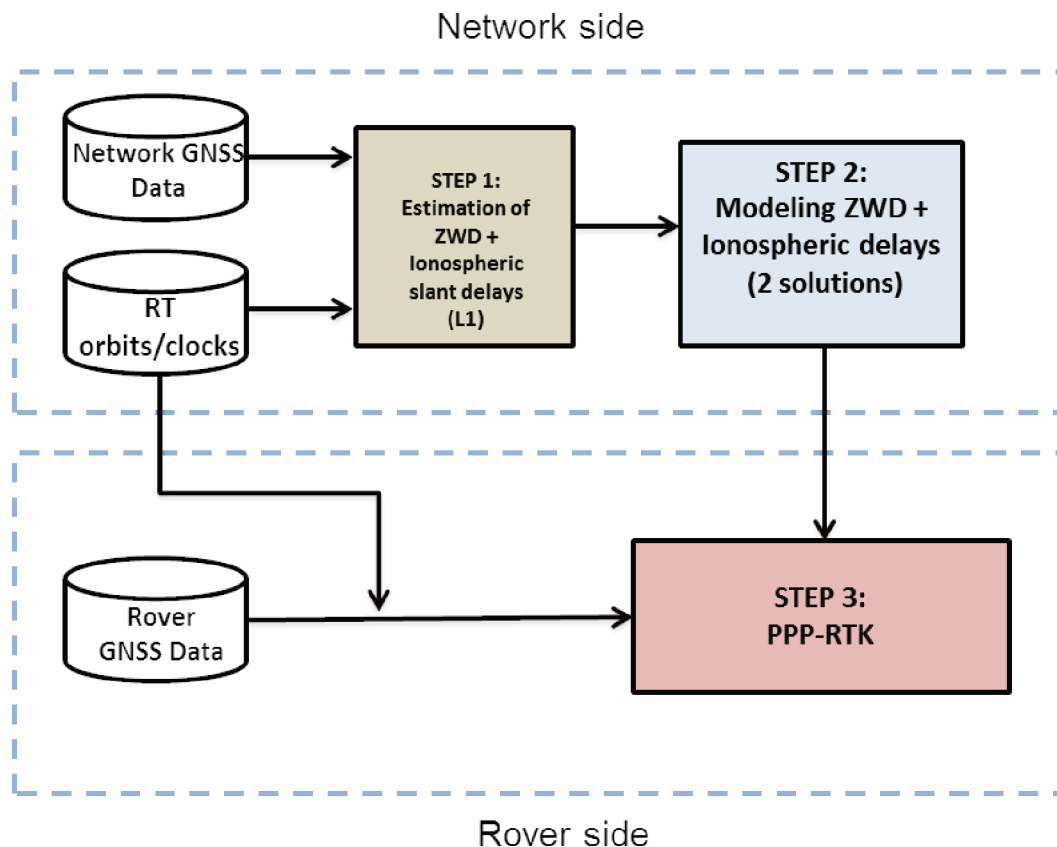 Network side
Network GNSS
Data
RT
orbits/clocks
STEP 1:
Estimation of
ZWD +
Ionospheric
slant delays
(L1)
STEP 2:
Modeling ZWD +
Ionospheric delays
(2 solutions)
Rover
GNSS Data
STEP 3:
PPP-RTK
Rover side